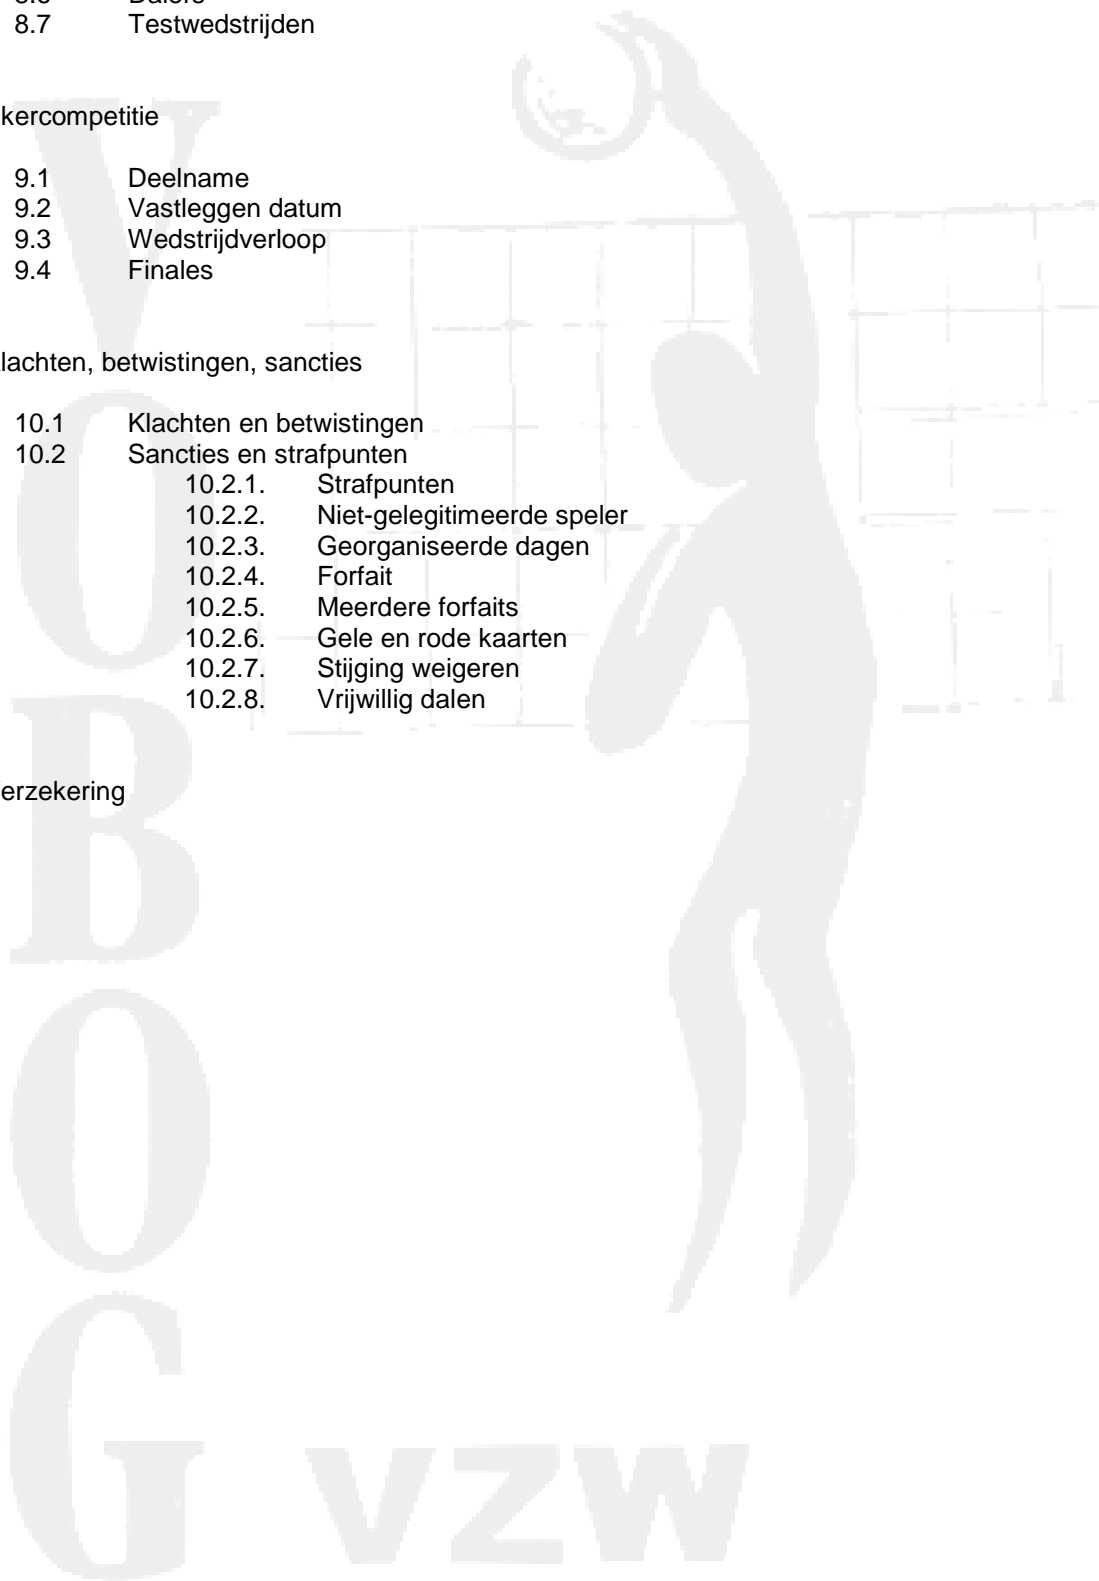 8.7 Testwedstrijden
kercompetitie
9.1 Deelname
9.2 Vastleggen datum
9.3 Wedstrijdverloop
9.4 Finales
lachten, betwistingen, sancties
10.1 Klachten en betwistingen
10.2 Sancties en strafpunten
10.2.1. Strafpunten
10.2.2. Niet-gelegitimeerde speler
10.2.3. Georganiseerde dagen
10.2.4. Forfait
10.2.5. Meerdere forfaits
10.2.6. Gele en rode kaarten
10.2.7. Stijging weigeren
10.2.8. Vrijwillig dalen
erzekering
VOBOG
vzw